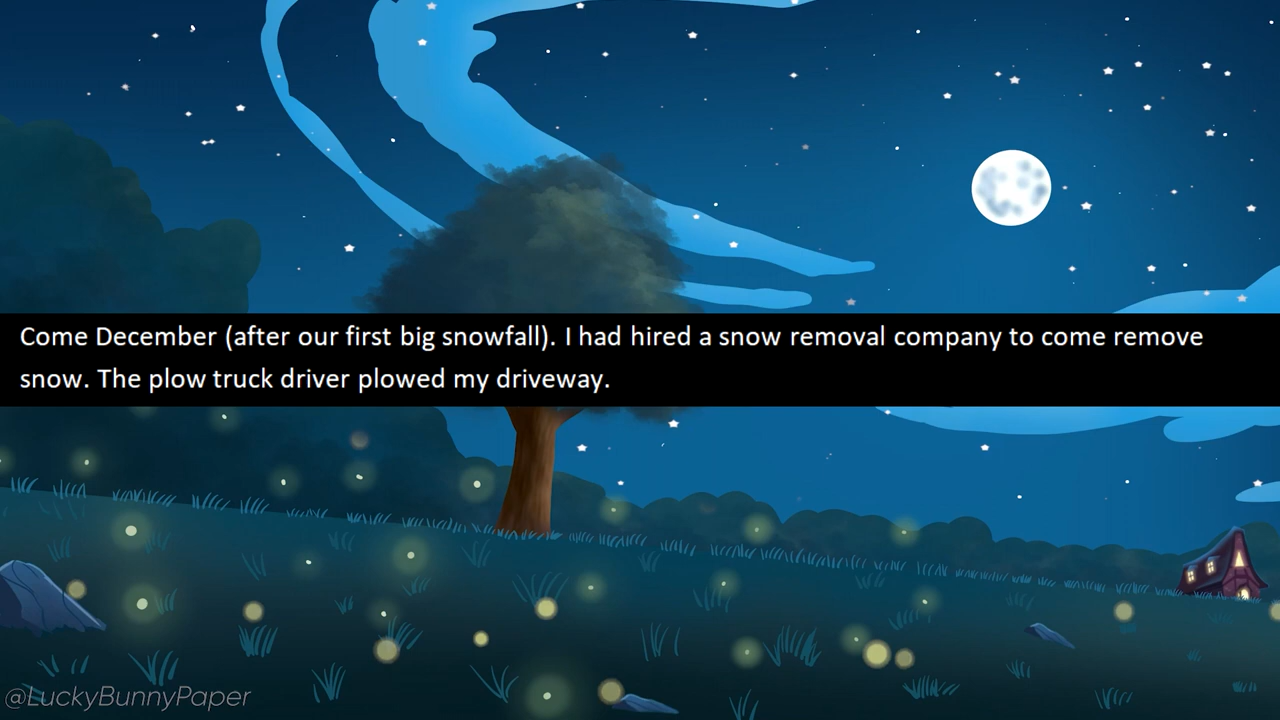 Come December (after our first big snowfall). I had hired a snow removal company to come remove
snow. The plow truck driver plowed my driveway.
@LuckyBunnyPaper